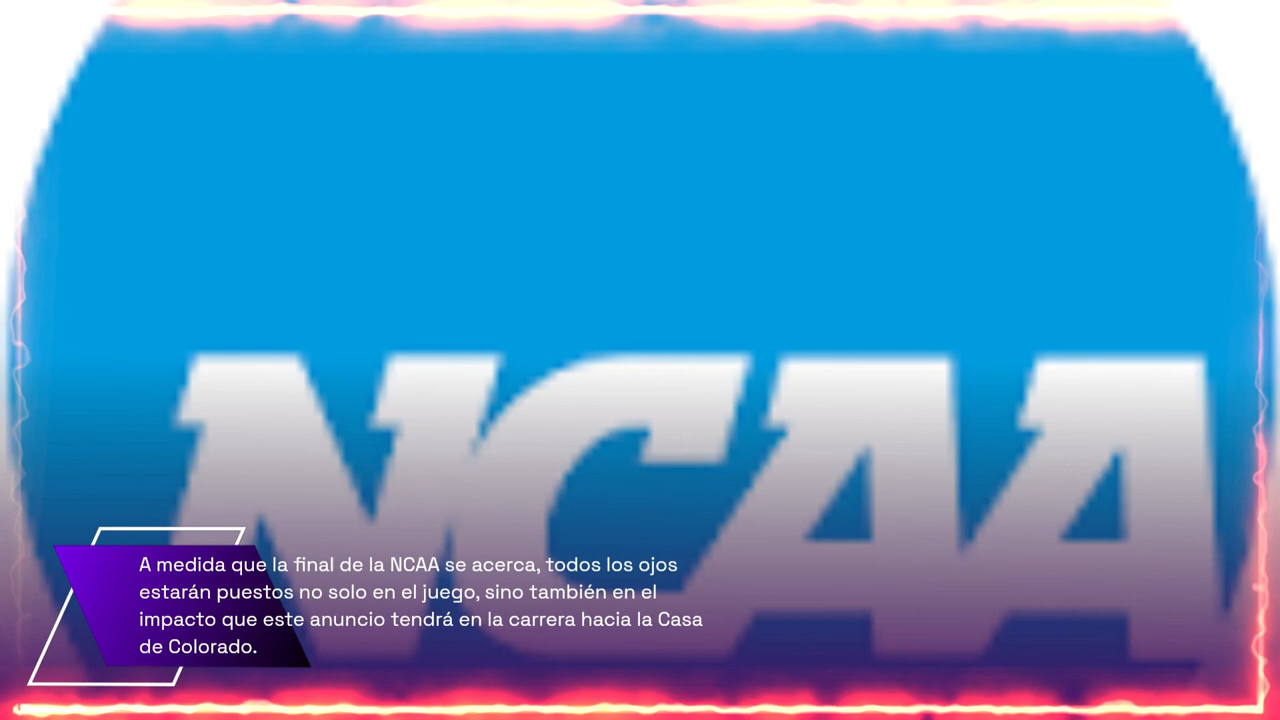 NCAA
A medida que la final de la NCAA se acerca, todos los ojos
estarán puestos no solo en el juego, sino también en el
impacto que este anuncio tendrá en la carrera hacia la Casa
de Colorado.